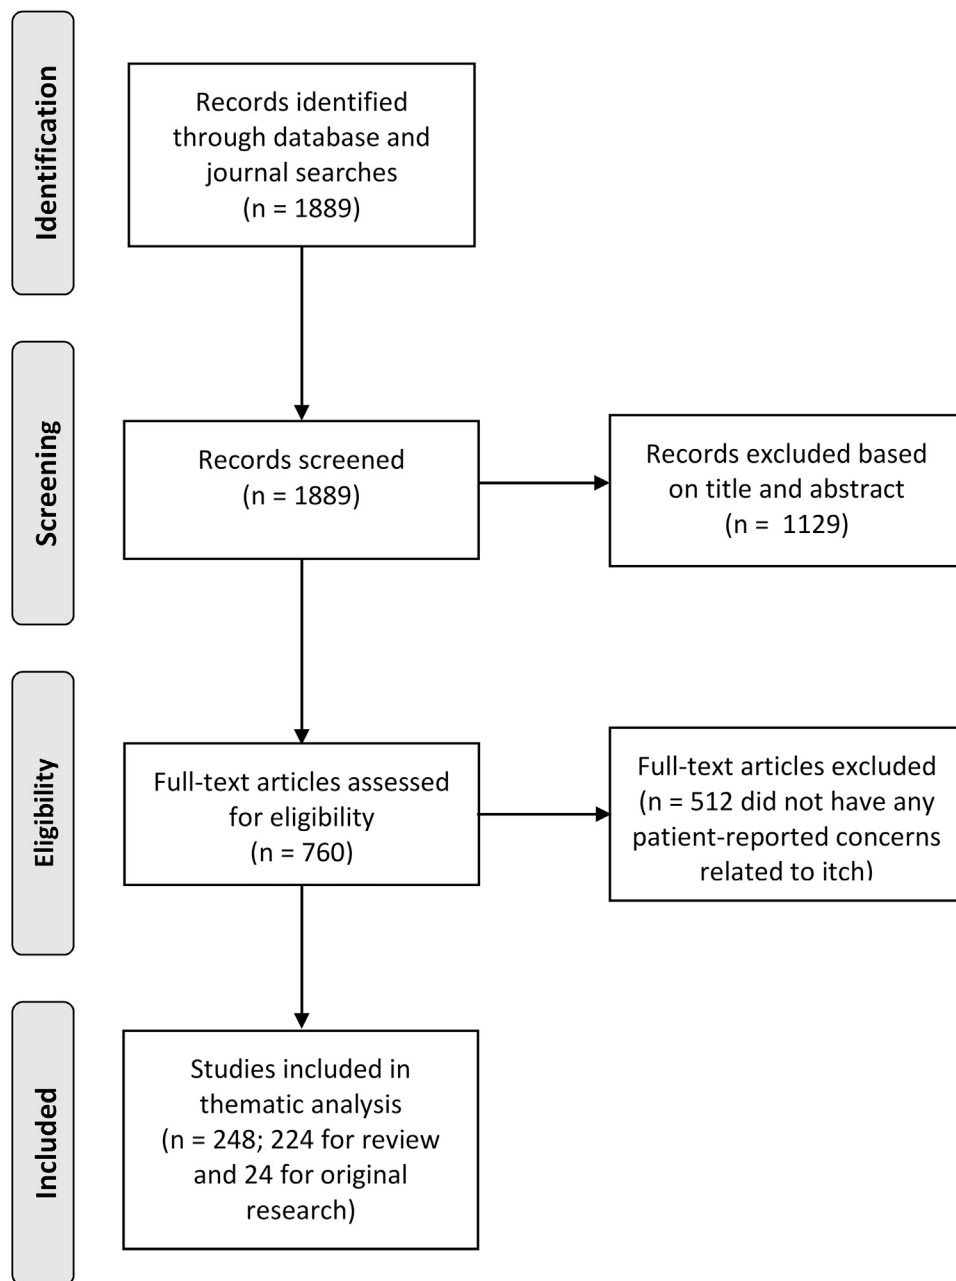 Identification
Records identified
through database and
journal searches
(n = 1889)
Screening
Records screened
(n = 1889)
Records excluded based
on title and abstract
(n =  1129)
Eligibility
Full-text articles assessed
for eligibility
(n = 760)
Full-text articles excluded
(n = 512 did not have any
patient-reported concerns
related to itch)
Included
Studies included in
thematic analysis
(n = 248; 224 for review
and 24 for original
research)